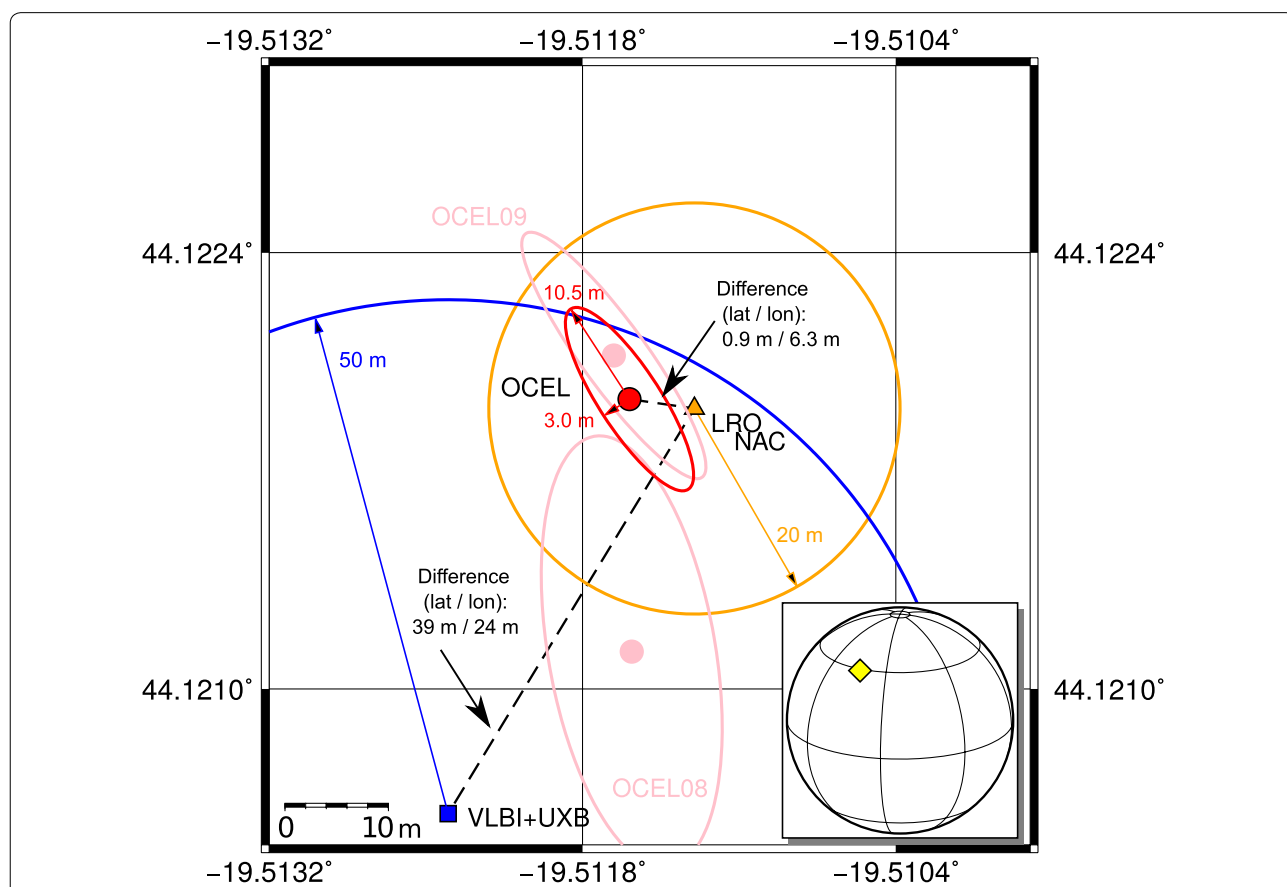 −19.5132˚ −19.5118˚ −19.5104˚
OCEL09
44.1224˚ 44.1224˚
10.5 m
Difference
(lat / lon):
0.9 m / 6.3 m
50 m
OCEL
3.0 m
LRO
NAC
20 m
Difference
(lat / lon):
39 m / 24 m
44.1210˚ 44.1210˚
OCEL08
VLBI+UXB
0 10 m
−19.5132˚ −19.5118˚ −19.5104˚